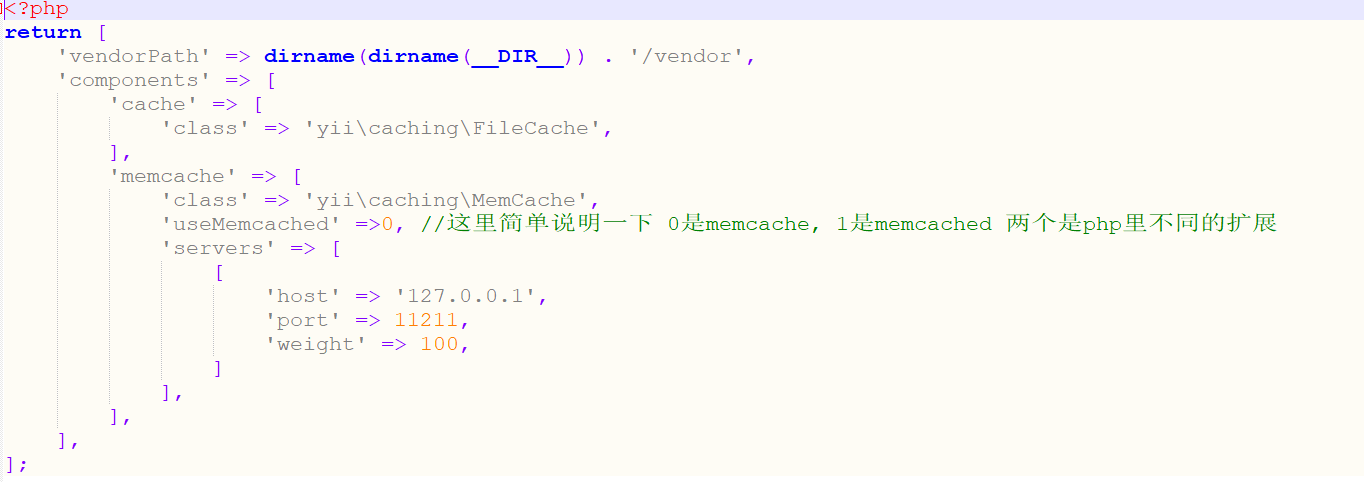 <?php
return [
    'vendorPath' => dirname(dirname(__DIR__)) . '/vendor',
    'components' => [
        'cache' => [
            'class' => 'yii\caching\FileCache',
        ],
        'memcache' => [
            'class' => 'yii\caching\MemCache',
            'useMemcached' =>0, //这里简单说明一下 0是memcache, 1是memcached 两个是php里不同的扩展
            'servers' => [
                [
                    'host' => '127.0.0.1',
                    'port' => 11211,
                    'weight' => 100,
                ]
            ],
        ],
    ],
];